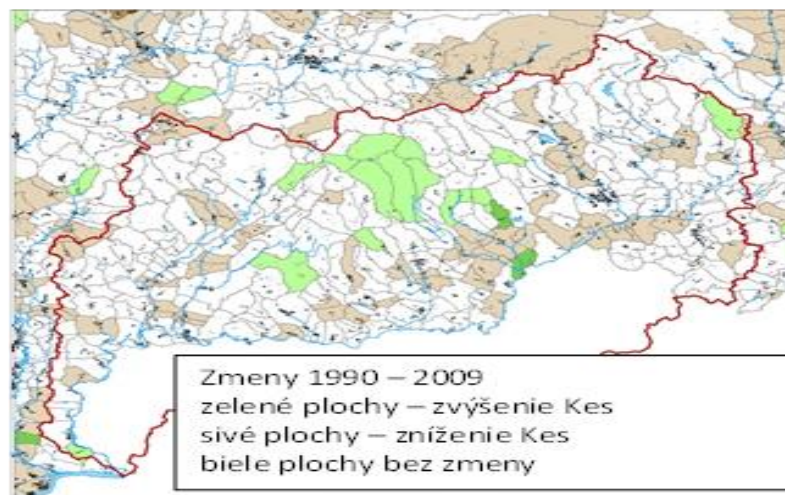 Zmeny 1990 – 2009
zelené plochy – zvýšenie Kes
sivé plochy – zníženie Kes
biele plochy bez zmeny